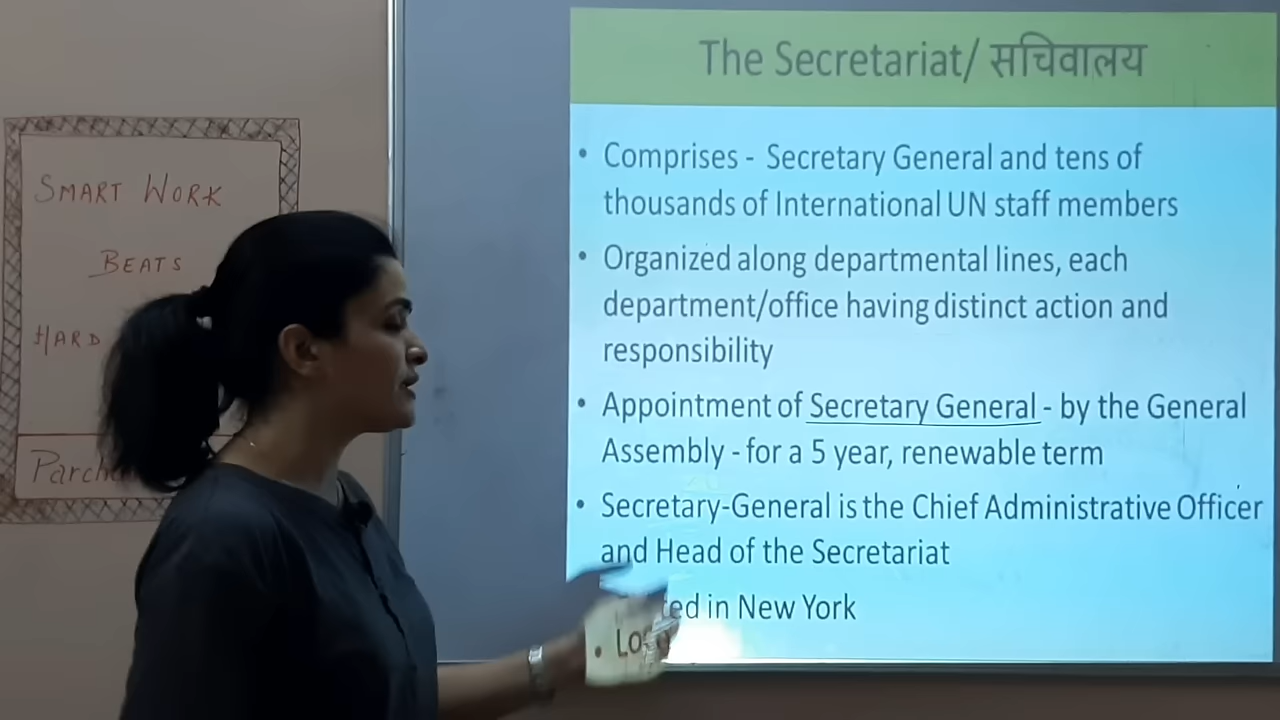 SMART WORK
BEATS
HARD
The Secretariat/ सचिवालय
• Comprises - Secretary General and tens of
thousands of International UN staff members
• Organized along departmental lines, each
department/office having distinct action and
responsibility
• Appointment of Secretary General - by the General
Assembly - for a 5 year, renewable term
• Secretary-General is the Chief Administrative Officer
and Head of the Secretariat
• in New York